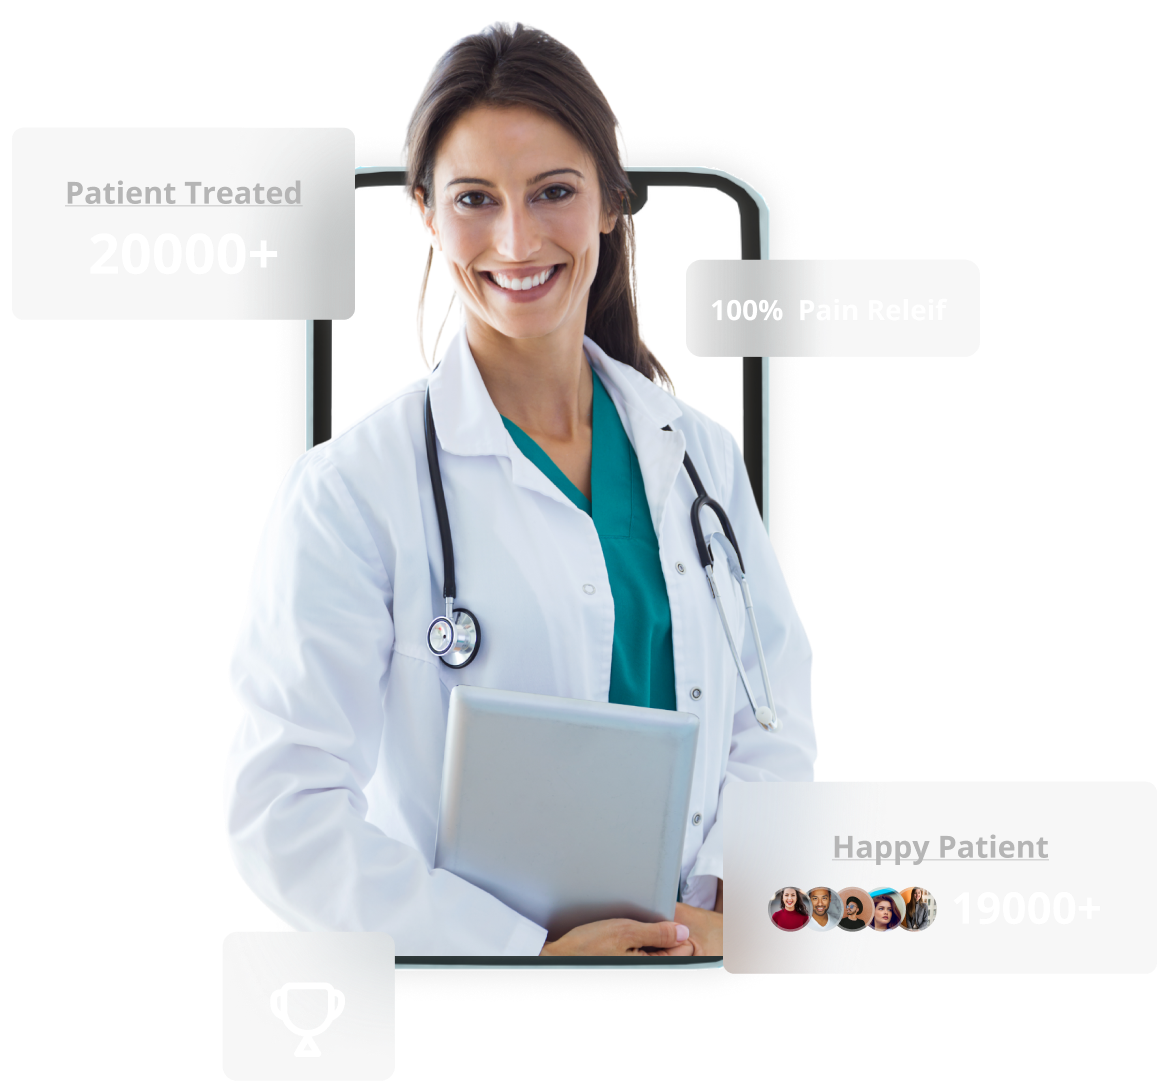 Patient Treated
20000+
100% Pain Releif
Happy Patient
19000+